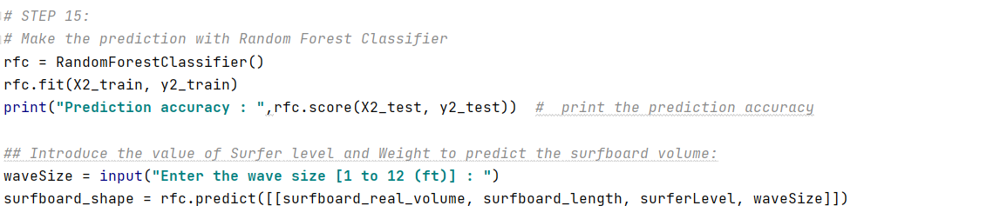 # STEP 15:
# Make the prediction with Random Forest Classifier
rfc = RandomForestClassifier()
rfc.fit(X2_train, y2_train)
print("Prediction accuracy : ",rfc.score(X2_test, y2_test))  #  print the prediction accuracy
## Introduce the value of Surfer level and Weight to predict the surfboard volume:
waveSize = input("Enter the wave size [1 to 12 (ft)] : ")
surfboard_shape = rfc.predict([[surfboard_real_volume, surfboard_length, surferLevel, waveSize]])